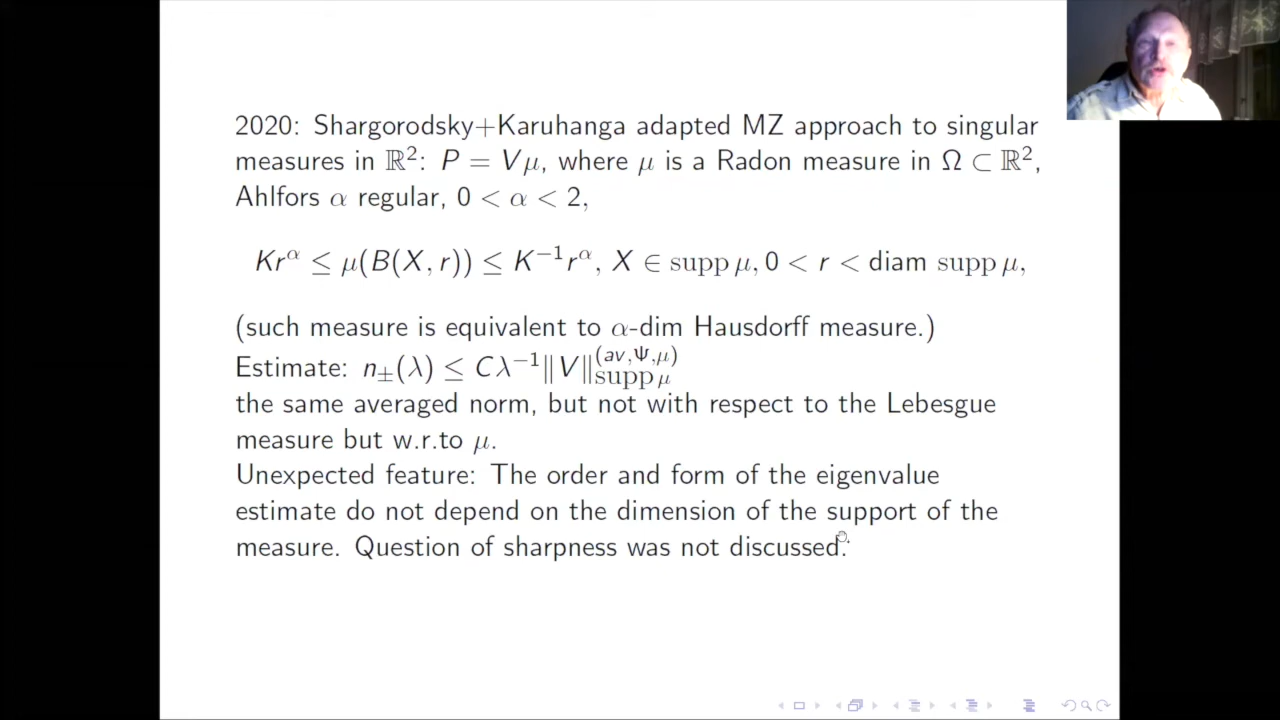 2020: Shargorodsky+Karuhanga adapted MZ approach to singular
measures in ℝ²: P = Vμ, where μ is a Radon measure in Ω ⊂ ℝ²,
Ahlfors α regular, 0 < α < 2,
Kr^α ≤ μ(B(X, r)) ≤ K⁻¹r^α, X ∈ supp μ, 0 < r < diam supp μ,
(such measure is equivalent to α-dim Hausdorff measure.)
Estimate: n_±(λ) ≤ Cλ⁻¹‖V‖_{supp μ}^{(av,Ψ,μ)}
the same averaged norm, but not with respect to the Lebesgue
measure but w.r.to μ.
Unexpected feature: The order and form of the eigenvalue
estimate do not depend on the dimension of the support of the
measure. Question of sharpness was not discussed.